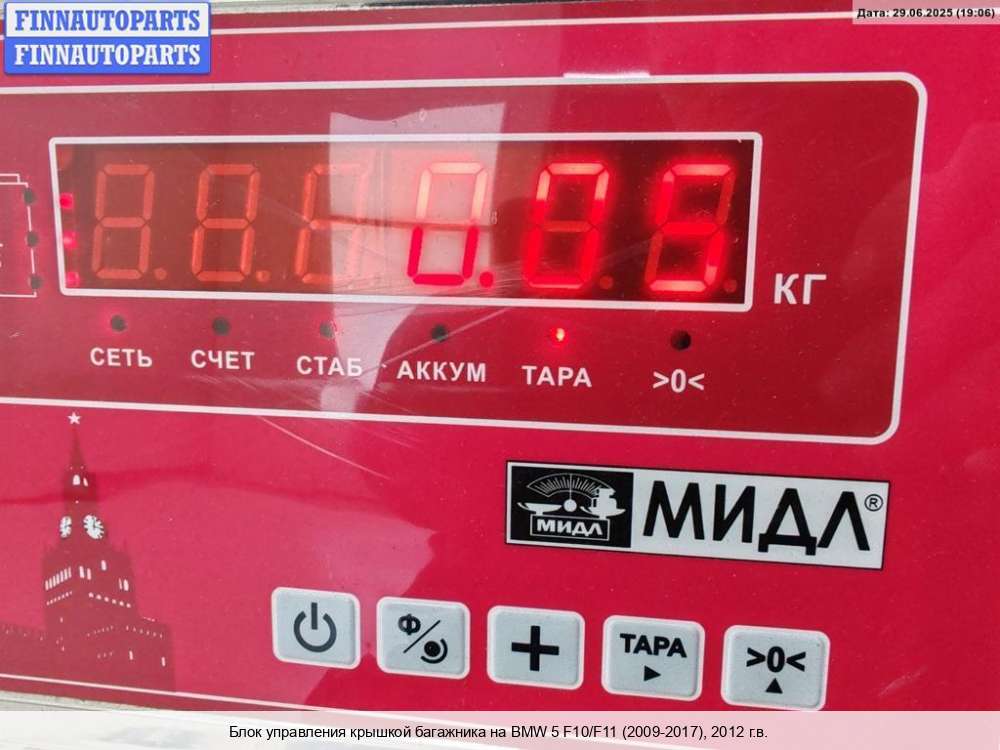 FINNAUTOPARTS
FINNAUTOPARTS
Дата: 29.06.2025 (19:06)
0.05
КГ
СЕТЬ СЧЕТ СТАБ АККУМ ТАРА >0<
МИДЛ МИДЛ®
Ф ТАРА >0<
Блок управления крышкой багажника на BMW 5 F10/F11 (2009-2017), 2012 г.в.